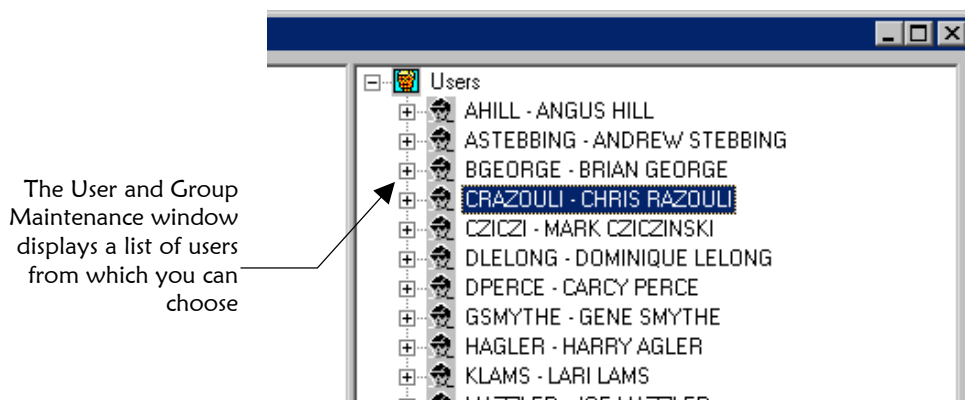 Users
AHILL - ANGUS HILL
ASTEBBING - ANDREW STEBBING
BGEORGE - BRIAN GEORGE
CRAZOULI - CHRIS RAZOULI
CZICZI - MARK CZICZINSKI
DLELONG - DOMINIQUE LELONG
DPERCE - CARCY PERCE
GSMYTHE - GENE SMYTHE
HAGLER - HARRY AGLER
KLAMS - LARI LAMS
The User and Group
Maintenance window
displays a list of users
from which you can
choose